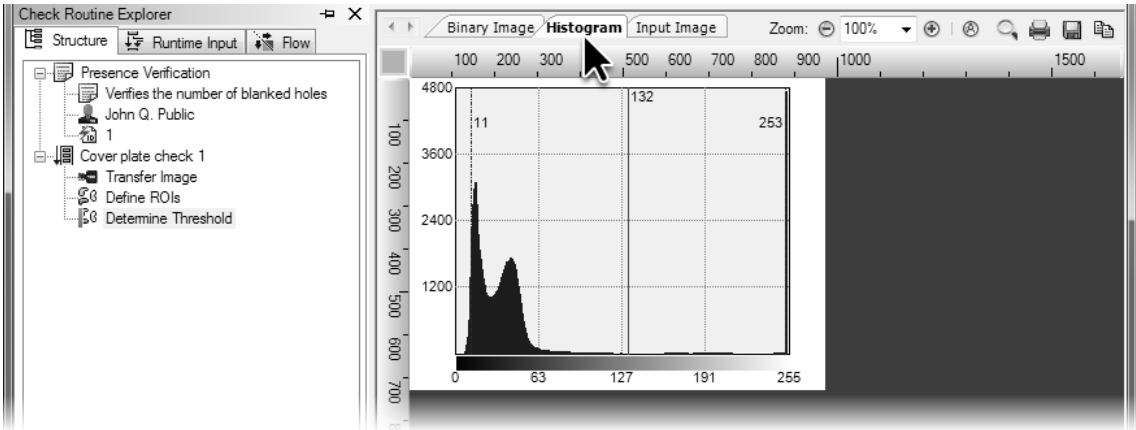 Check Routine Explorer
Structure Runtime Input Flow
Presence Verification
Verifies the number of blanked holes
John Q. Public
1
Cover plate check 1
Transfer Image
Define ROIs
Determine Threshold
Binary Image Histogram Input Image Zoom: 100%
100 200 300 500 600 700 800 900 1000 1500
100
200
300
400
500
600
700
4800
3600
2400
1200
11
132
253
0 63 127 191 255